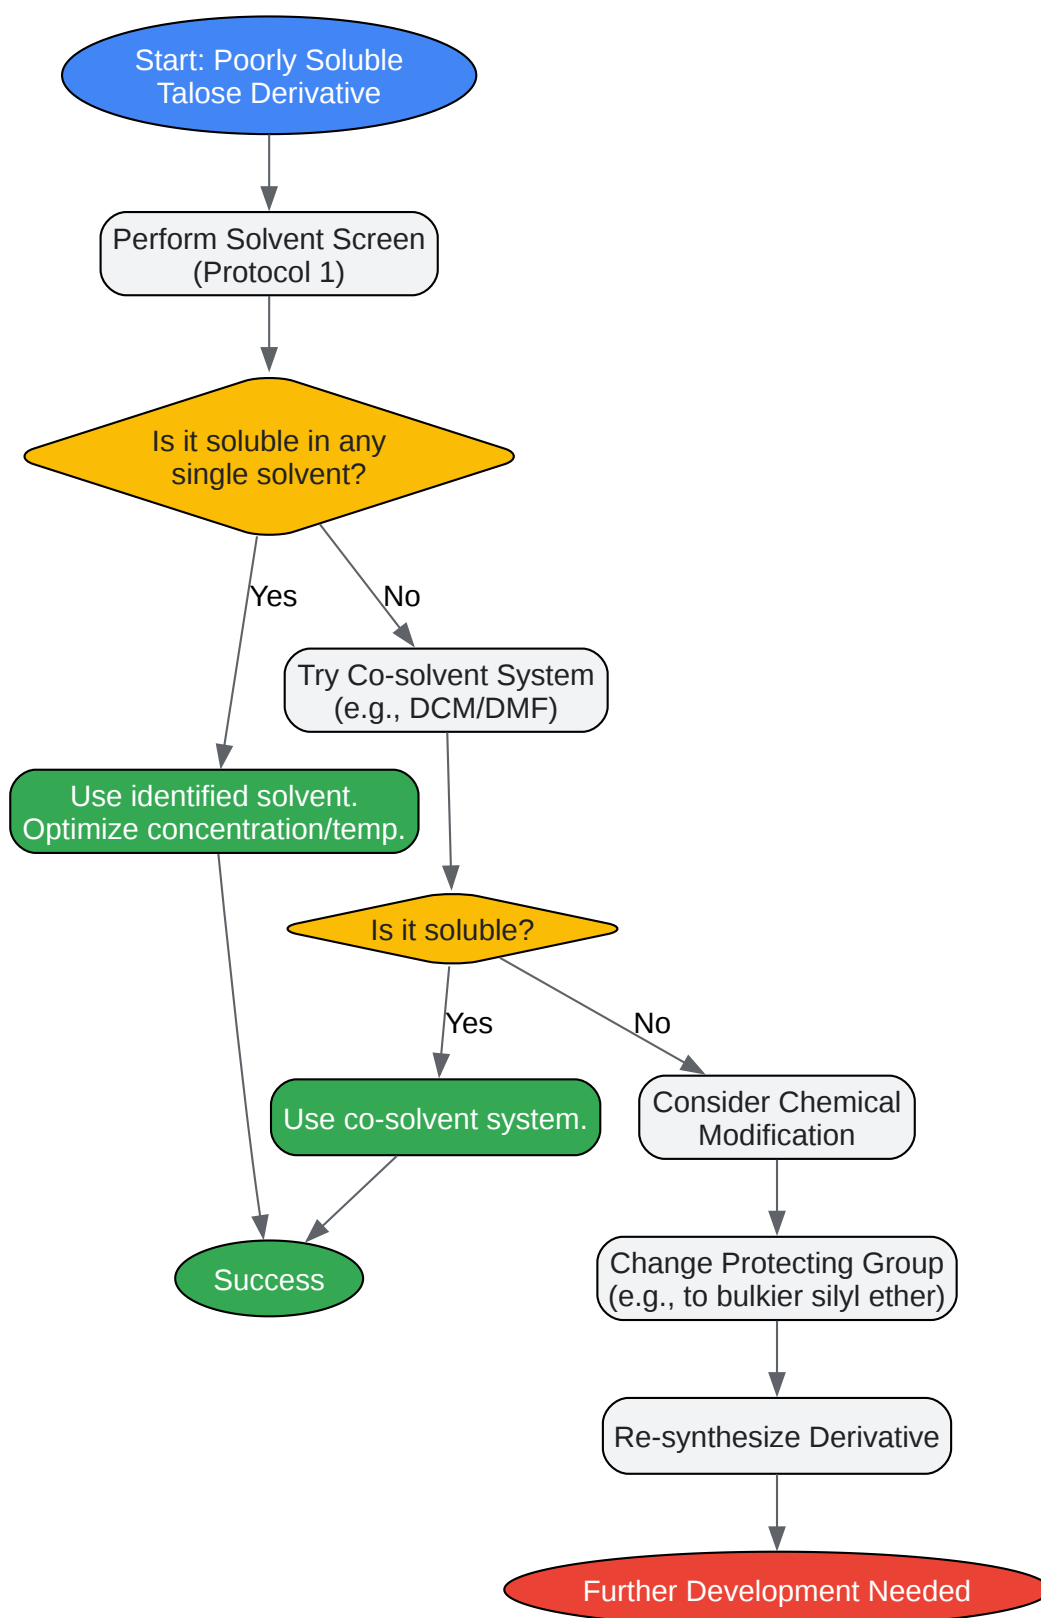 Start: Poorly Soluble
Talose Derivative
Perform Solvent Screen
(Protocol 1)
Is it soluble in any
single solvent?
Yes
No
Try Co-solvent System
(e.g., DCM/DMF)
Use identified solvent.
Optimize concentration/temp.
Is it soluble?
Yes
No
Use co-solvent system.
Consider Chemical
Modification
Success
Change Protecting Group
(e.g., to bulkier silyl ether)
Re-synthesize Derivative
Further Development Needed